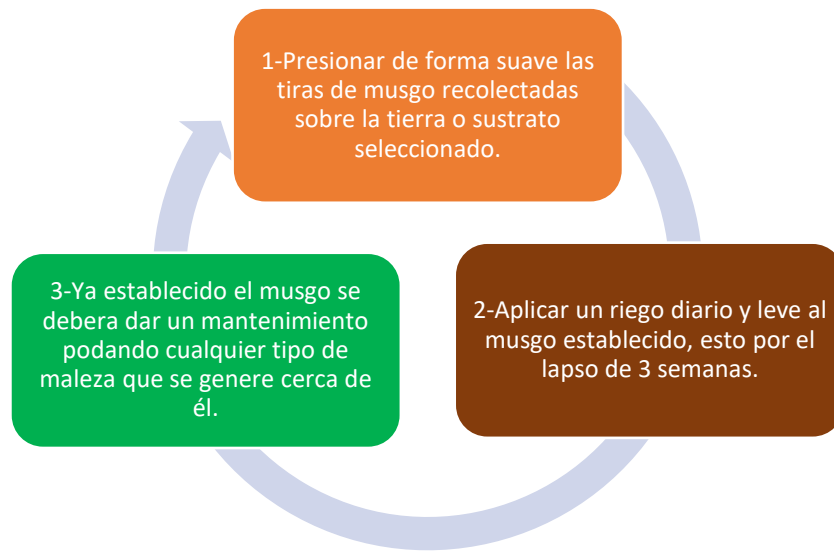 1-Presionar de forma suave las
tiras de musgo recolectadas
sobre la tierra o sustrato
seleccionado.
2-Aplicar un riego diario y leve al
musgo establecido, esto por el
lapso de 3 semanas.
3-Ya establecido el musgo se
debera dar un mantenimiento
podando cualquier tipo de
maleza que se genere cerca de
él.